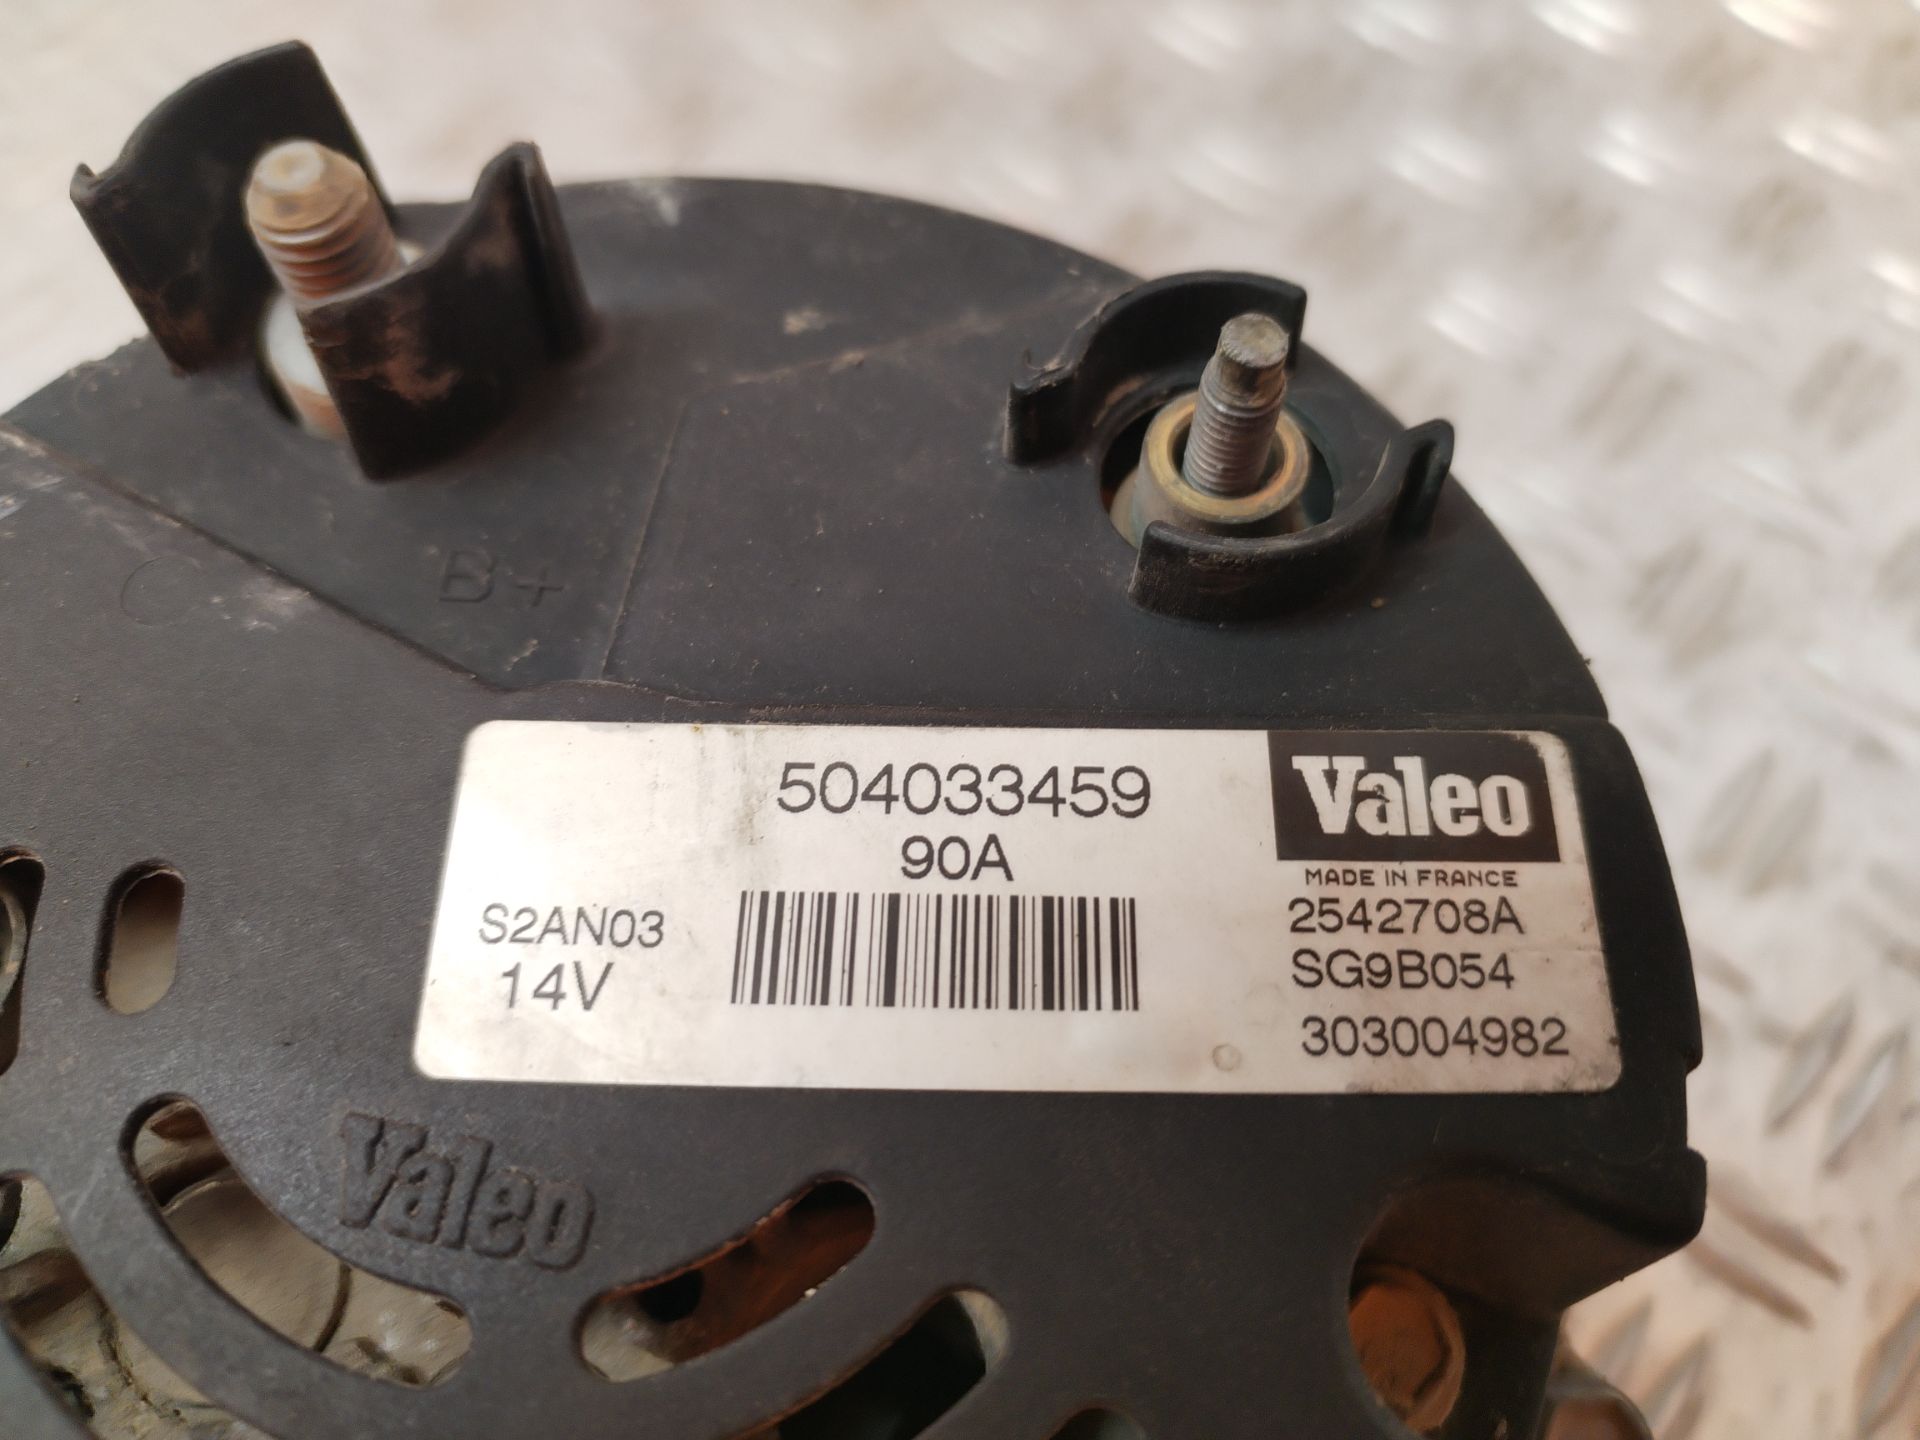 B+
504033459
90A
Valeo
MADE IN FRANCE
S2AN03
14V
2542708A
SG9B054
303004982
Valeo